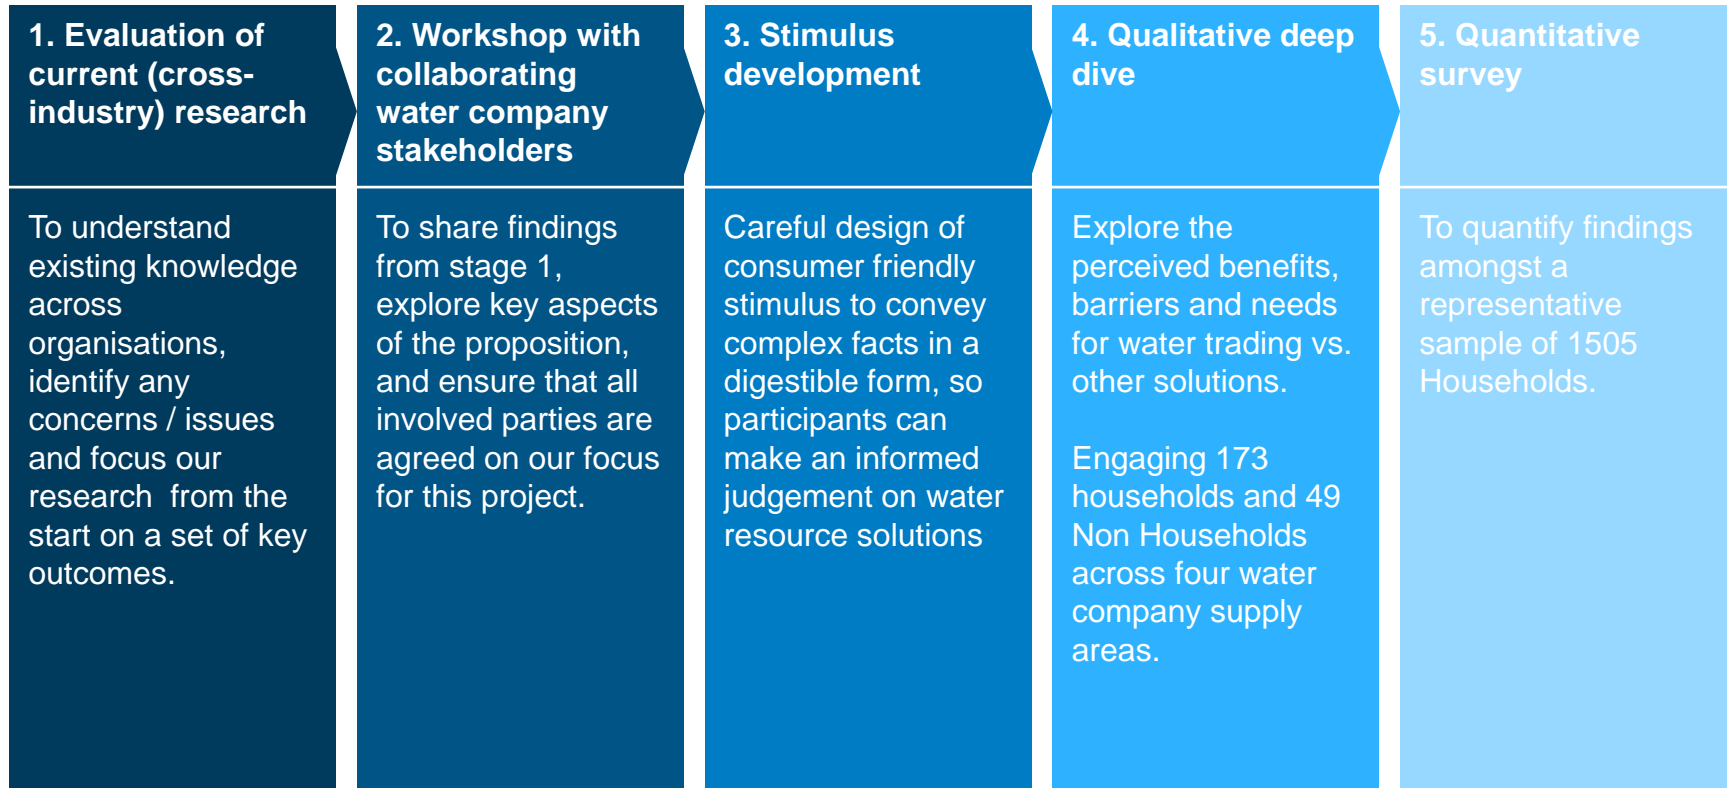 1. Evaluation of
current (cross-
industry) research
To understand
existing knowledge
across
organisations,
identify any
concerns / issues
and focus our
research from the
start on a set of key
outcomes.
2. Workshop with
collaborating
water company
stakeholders
To share findings
from stage 1,
explore key aspects
of the proposition,
and ensure that all
involved parties are
agreed on our focus
for this project.
3. Stimulus
development
Careful design of
consumer friendly
stimulus to convey
complex facts in a
digestible form, so
participants can
make an informed
judgement on water
resource solutions
4. Qualitative deep
dive
Explore the
perceived benefits,
barriers and needs
for water trading vs.
other solutions.
Engaging 173
households and 49
Non Households
across four water
company supply
areas.
5. Quantitative
survey
To quantify findings
amongst a
representative
sample of 1505
Households.